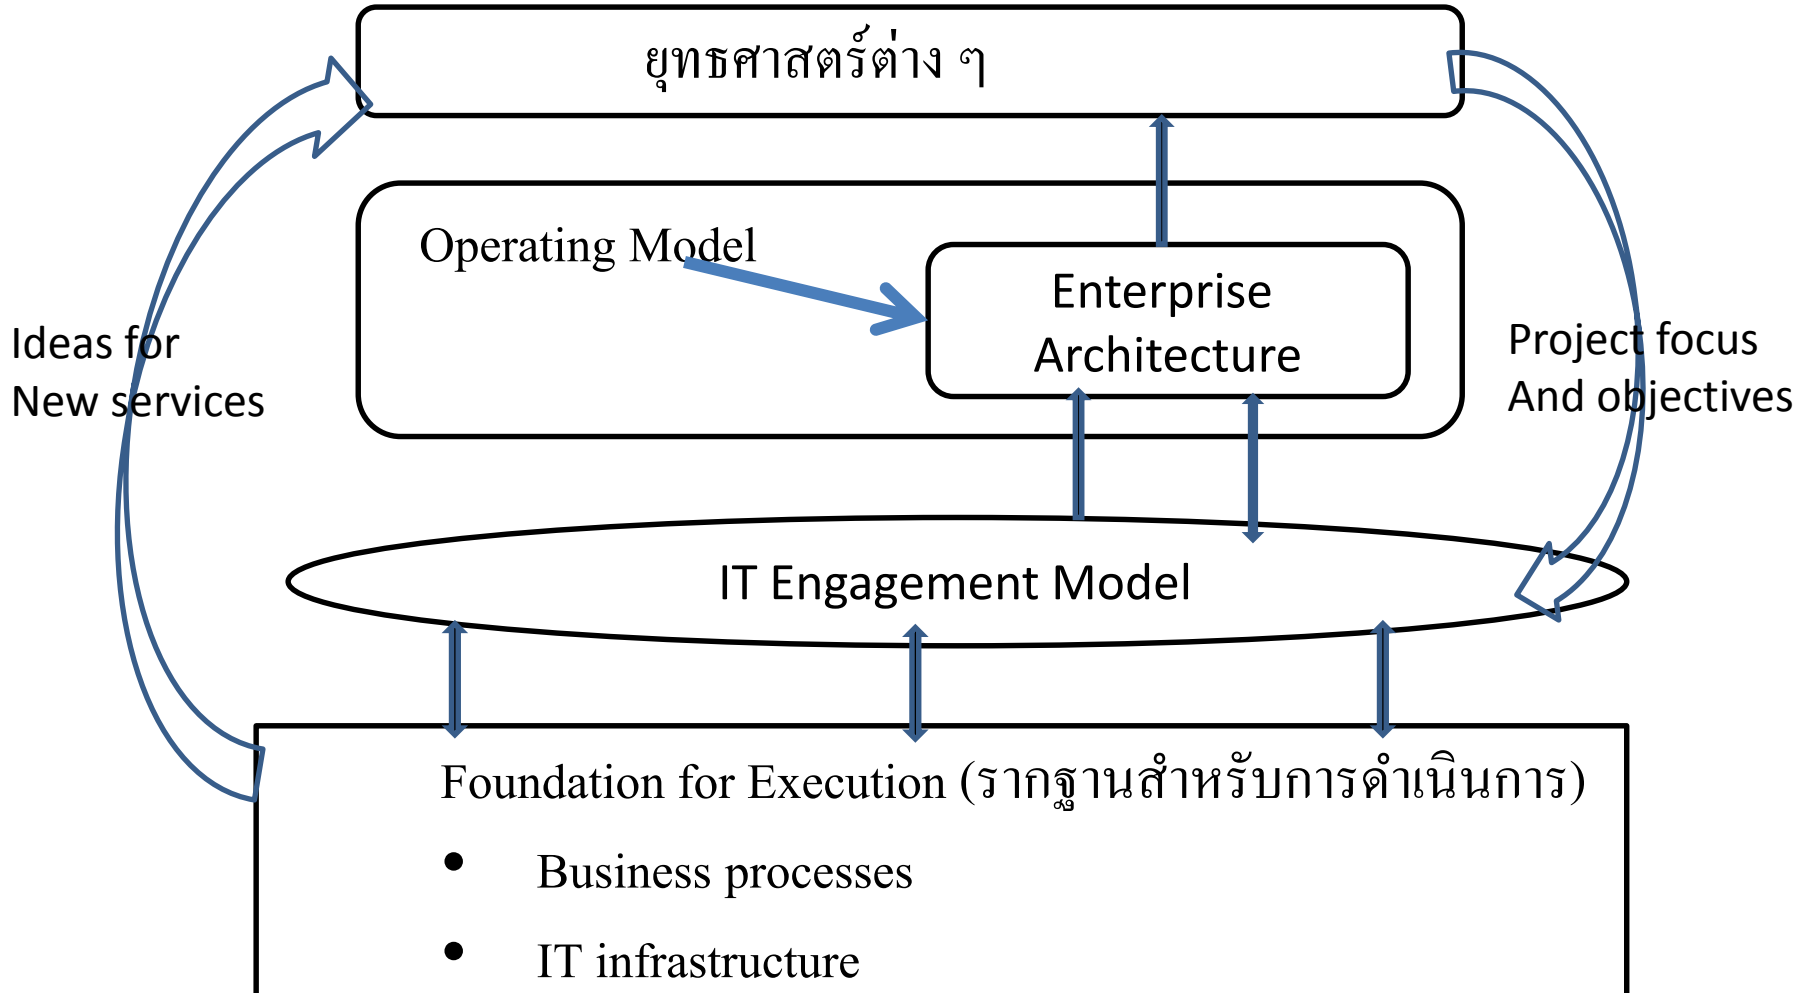 ยุทธศาสตร์ต่าง ๆ
Operating Model
Enterprise
Architecture
Ideas for
New services
Project focus
And objectives
IT Engagement Model
Foundation for Execution (รากฐานสำหรับการดำเนินการ)
• Business processes
• IT infrastructure